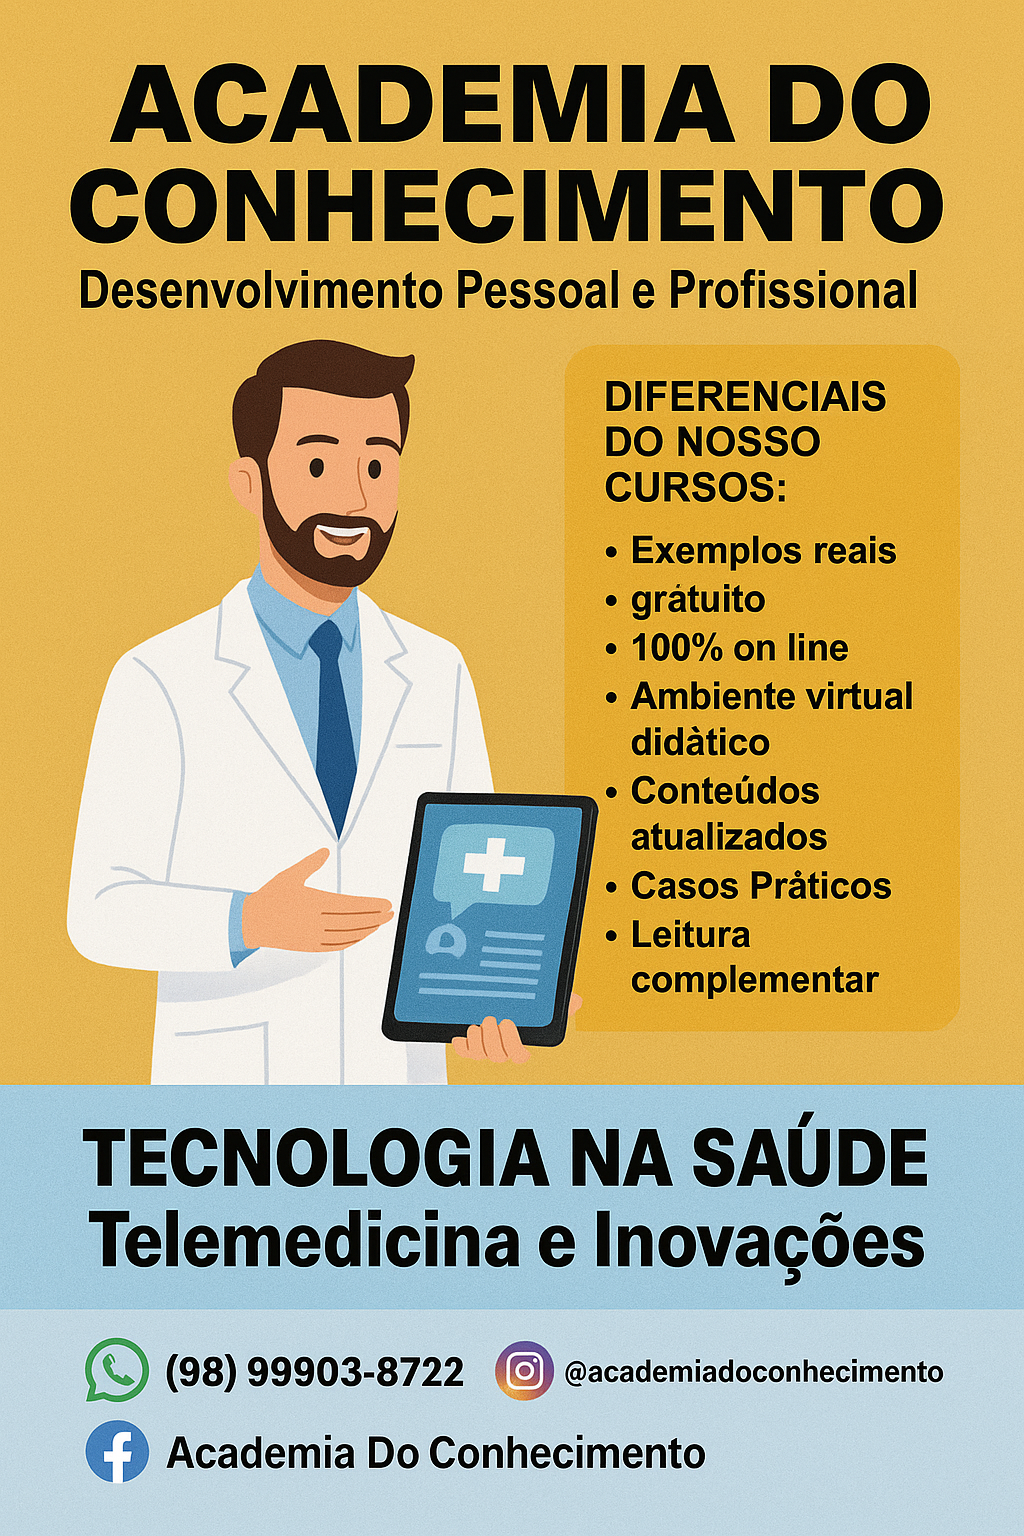 ACADEMIA DO
CONHECIMENTO
Desenvolvimento Pessoal e Profissional
DIFERENCIAIS
DO NOSSO
CURSOS:
• Exemplos reais
• grátuito
• 100% on line
• Ambiente virtual
didàtico
• Conteúdos
atualizados
• Casos Pràticos
• Leitura
complementar
TECNOLOGIA NA SAÚDE
Telemedicina e Inovações
(98) 99903-8722
@academiadoconhecimento
Academia Do Conhecimento